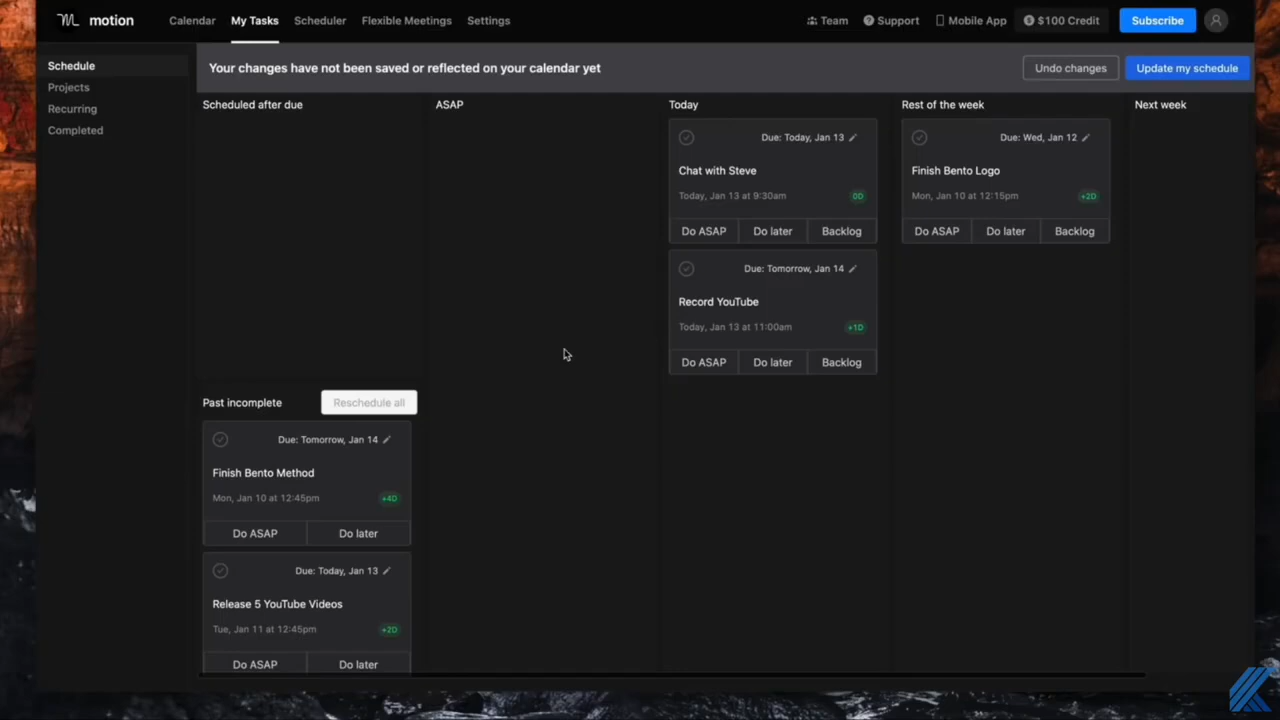 motion
Calendar
My Tasks
Scheduler
Flexible Meetings
Settings
Team
Support
Mobile App
$100 Credit
Subscribe
Schedule
Projects
Recurring
Completed
Your changes have not been saved or reflected on your calendar yet
Undo changes
Update my schedule
Scheduled after due
Past incomplete
Reschedule all
Due: Tomorrow, Jan 14
Finish Bento Method
Mon, Jan 10 at 12:45pm
+4D
Do ASAP
Do later
Due: Today, Jan 13
Release 5 YouTube Videos
Tue, Jan 11 at 12:45pm
+2D
Do ASAP
Do later
ASAP
Today
Due: Today, Jan 13
Chat with Steve
Today, Jan 13 at 9:30am
0D
Do ASAP
Do later
Backlog
Due: Tomorrow, Jan 14
Record YouTube
Today, Jan 13 at 11:00am
+1D
Do ASAP
Do later
Backlog
Rest of the week
Due: Wed, Jan 12
Finish Bento Logo
Mon, Jan 10 at 12:15pm
+2D
Do ASAP
Do later
Backlog
Next week